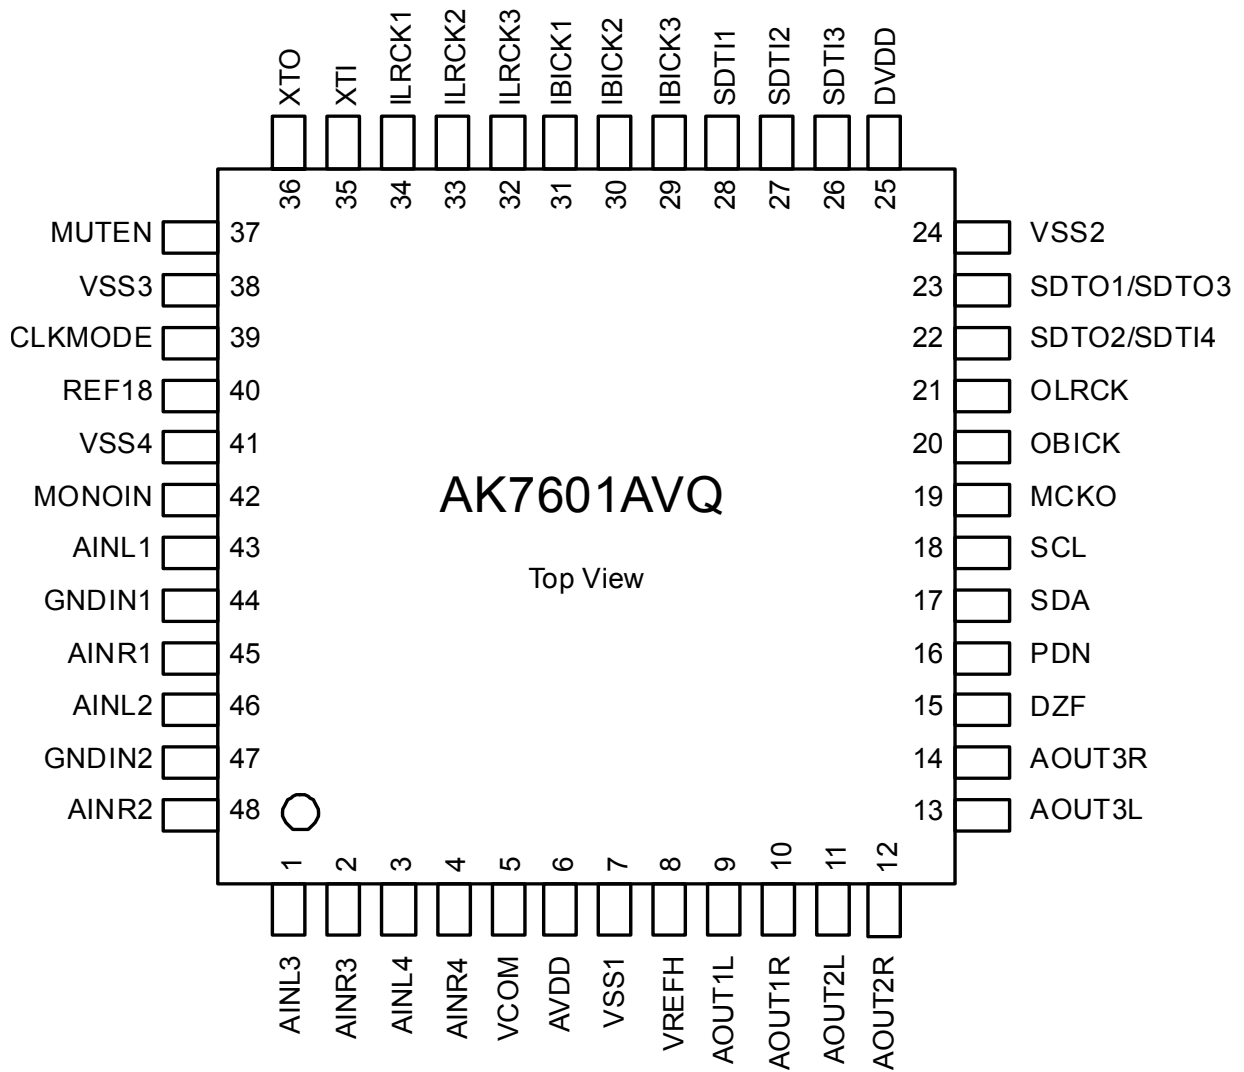 XTO
XTI
ILRCK1
ILRCK2
ILRCK3
IBICK1
IBICK2
IBICK3
SDTI1
SDTI2
SDTI3
DVDD
36 35 34 33 32 31 30 29 28 27 26 25
MUTEN 37 24 VSS2
VSS3 38 23 SDTO1/SDTO3
CLKMODE 39 22 SDTO2/SDTI4
REF18 40 21 OLRCK
VSS4 41 20 OBICK
MONOIN 42 19 MCKO
AK7601AVQ
AINL1 43 18 SCL
Top View
GNDIN1 44 17 SDA
AINR1 45 16 PDN
AINL2 46 15 DZF
GNDIN2 47 14 AOUT3R
AINR2 48 13 AOUT3L
1 2 3 4 5 6 7 8 9 10 11 12
AINL3
AINR3
AINL4
AINR4
VCOM
AVDD
VSS1
VREFH
AOUT1L
AOUT1R
AOUT2L
AOUT2R